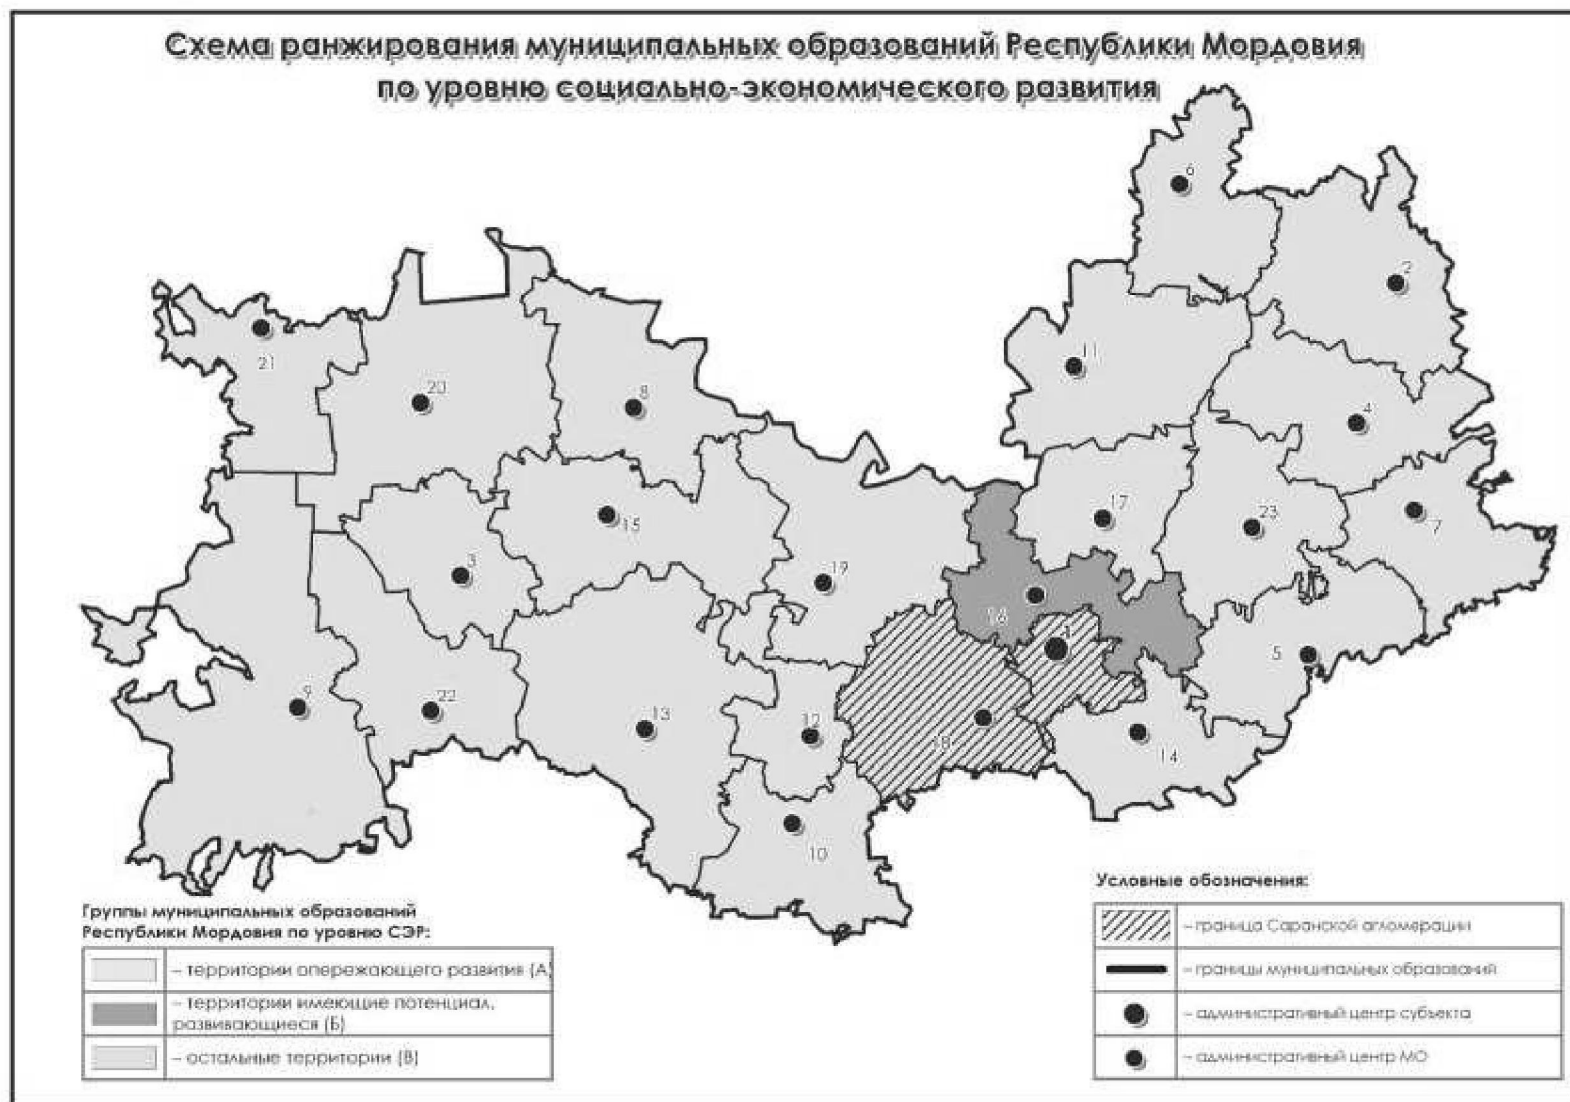 Схема ранжирования муниципальных образований Республики Мордовия
по уровню социально-экономического развития
6
2
21
11
20
8
4
15
17
23
7
3
19
16
1
5
9
22
13
12
18
14
10
Группы муниципальных образований
Республики Мордовия по уровню СЭР:
– территории опережающего развития (А)
– территории имеющие потенциал,
развивающиеся (Б)
– остальные территории (В)
Условные обозначения:
– граница Саранской агломерации
– границы муниципальных образований
– административный центр субъекта
– административный центр МО